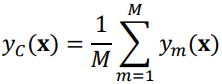 y_C(𝐱) = \frac{1}{M} \sum_{m=1}^{M} y_m(𝐱)